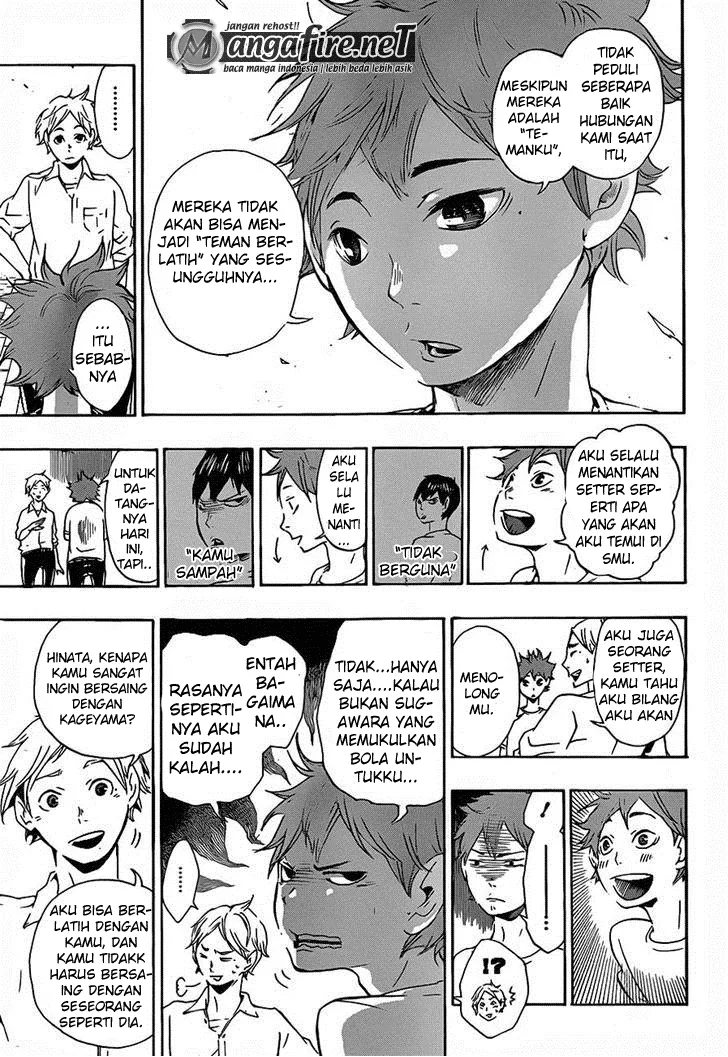 jangan rehost!!
Mangafire.net
baca manga indonesia | lebih beda lebih asik
TIDAK
PEDULI
SEBERAPA
BAIK
HUBUNGAN
KAMI SAAT
ITU,
MESKIPUN
MEREKA
ADALAH
"TE-
MANKU",
MEREKA TIDAK
AKAN BISA MEN-
JADI "TEMAN BER-
LATIH" YANG SES-
UNGGUHNYA...
.........
...
ITU
SEBAB-
NYA
AKU SELALU
MENANTIKAN
SETTER SEP-
ERTI APA
YANG AKAN
AKU TEMUI DI
SMU.
"TIDAK
BERGUNA"
AKU
SELA
LU
ME-
NANTI
...
"KAMU
SAMPAH"
UNTUK
DA-
TANG-
NYA
HARI
INI,
TAPI..
AKU JUGA
SEORANG
SETTER,
KAMU TAHU
AKU BILANG
AKU AKAN
MENO-
LONG
MU.
.......!
!?
TIDAK...HANYA
SAJA....KALAU
BUKAN SUG-
AWARA YANG
MEMUKULKAN
BOLA UN-
TUKKU...
ENTAH
BA-
GAIMA
NA..
RASANYA
SEPERTI-
NYA AKU
SUDAH
KALAH....
.........
HINATA, KENAPA
KAMU SANGAT
INGIN BERSAING
DENGAN
KAGEYAMA?
AKU BISA BER-
LATIH DENGAN
KAMU, DAN
KAMU TIDAKK
HARUS BERSA-
ING DENGAN
SESEORANG
SEPERTI DIA.